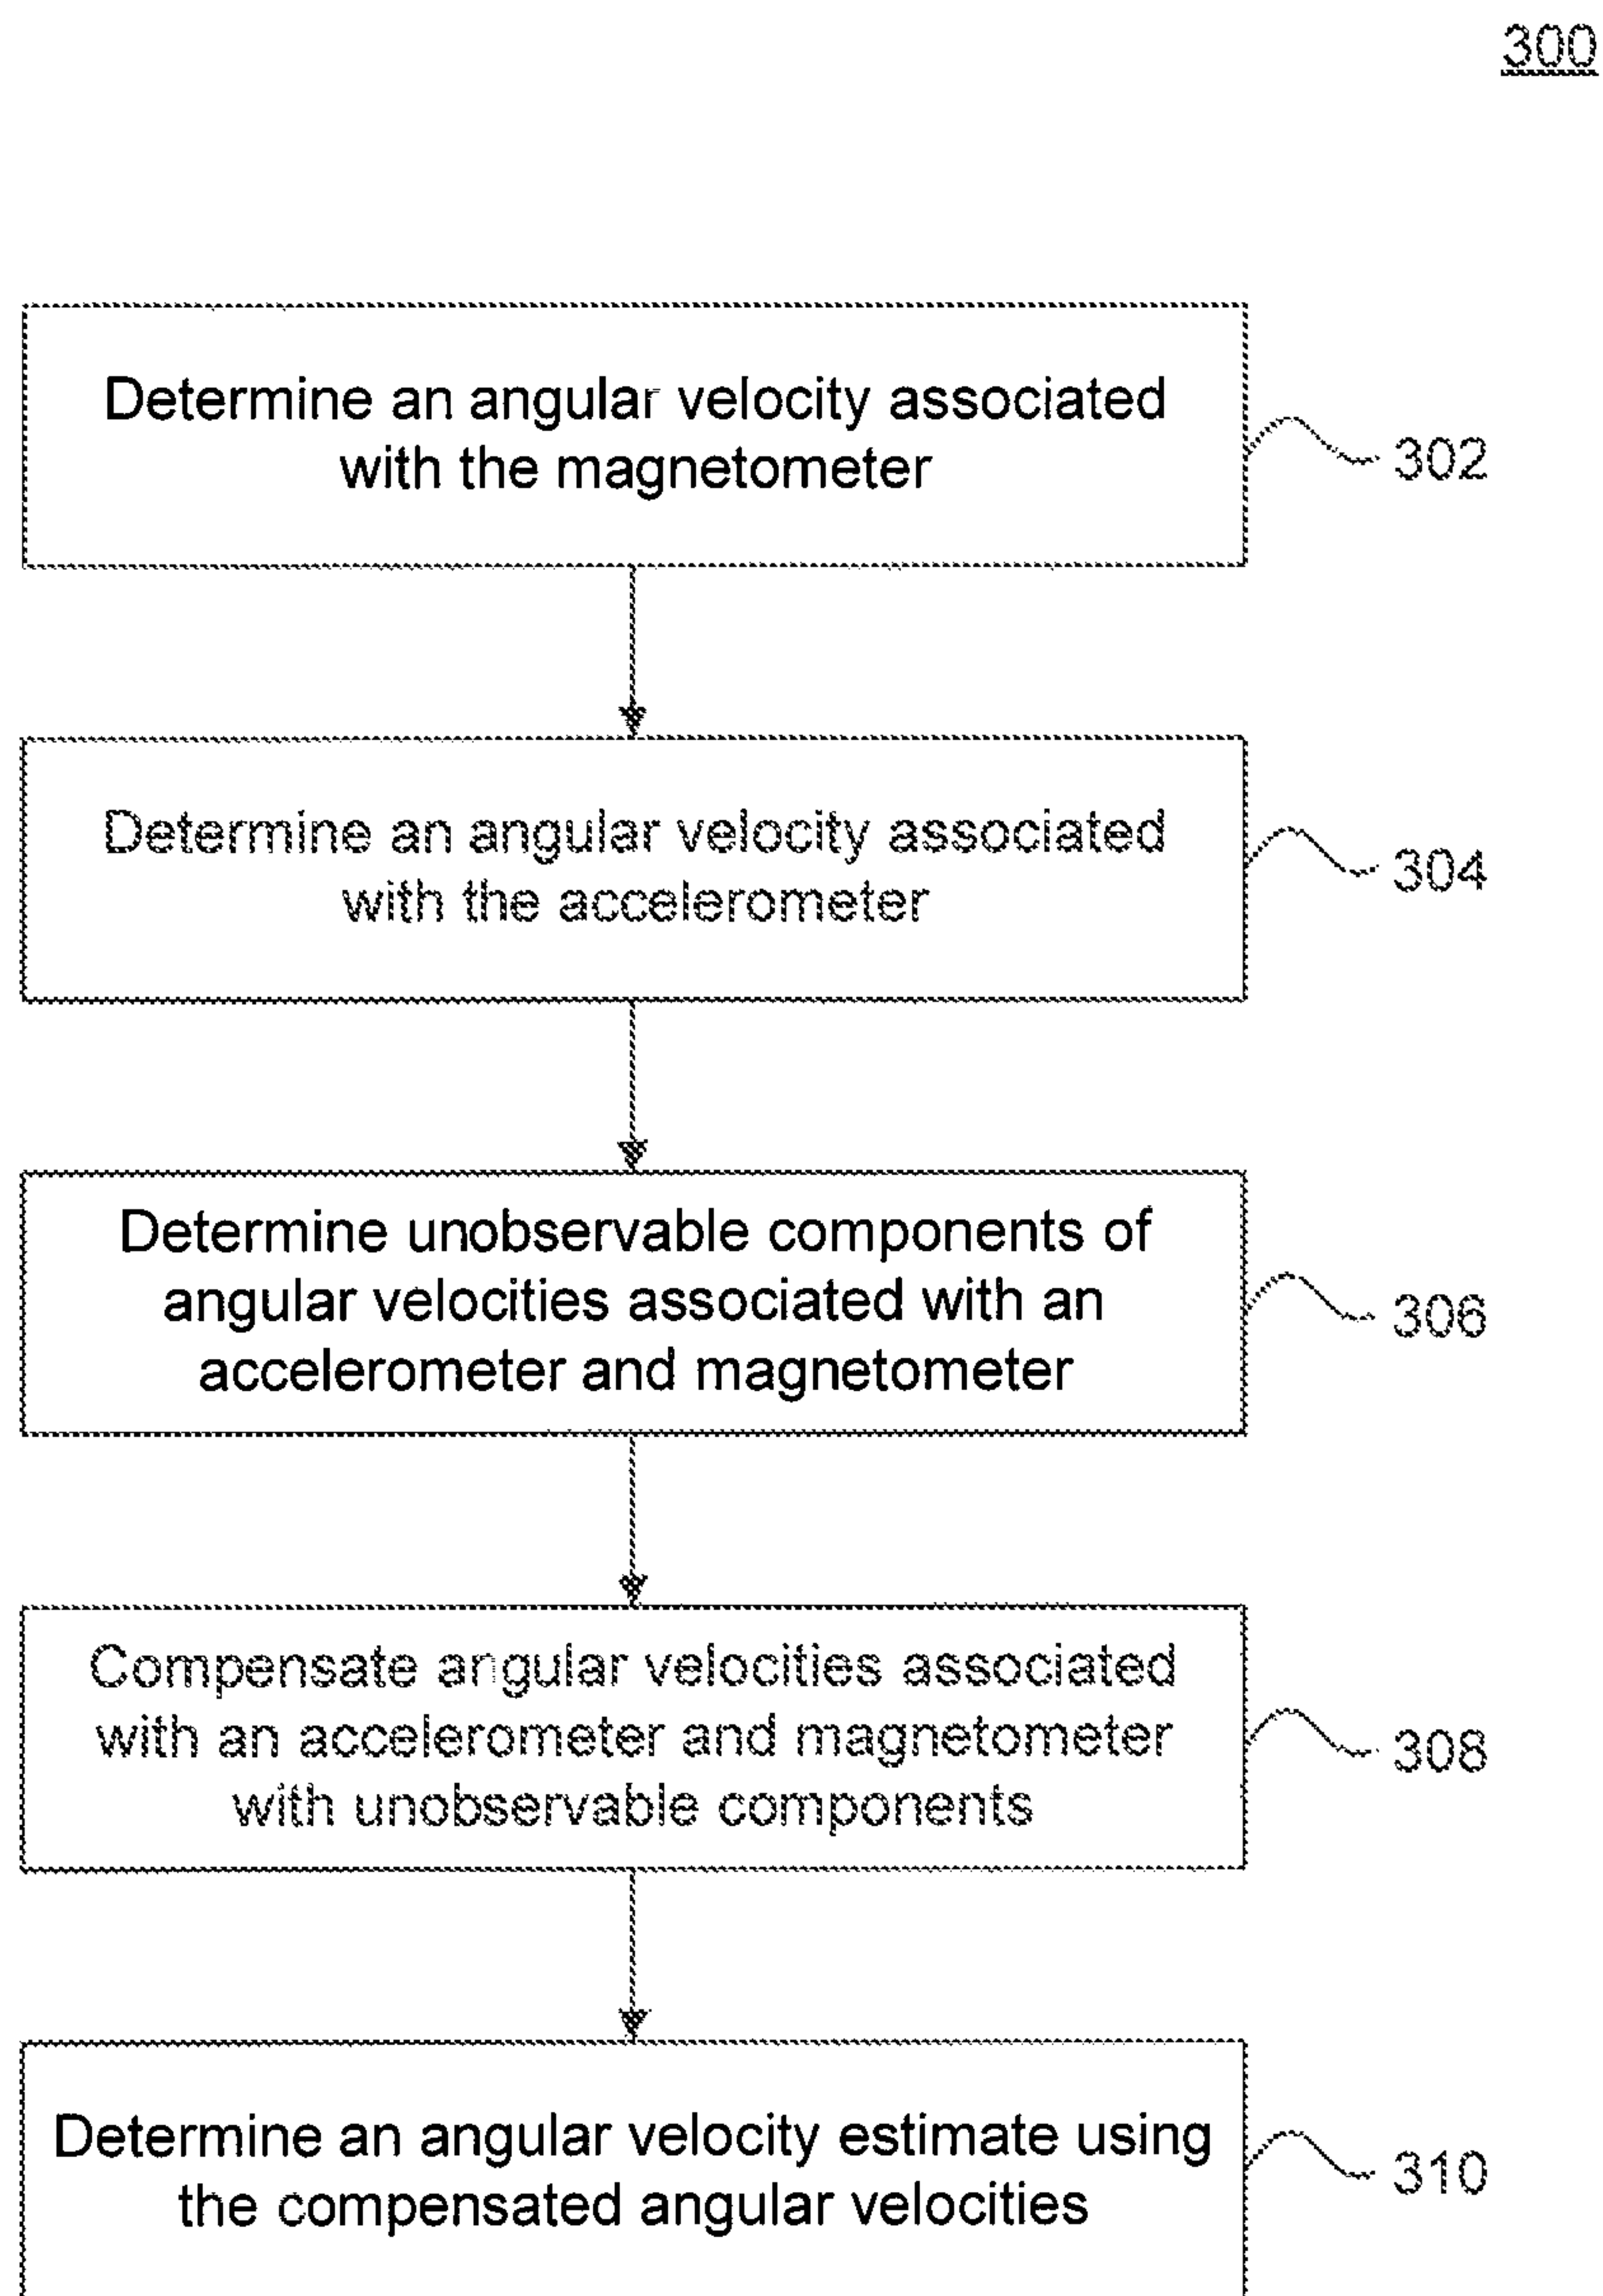 300
Determine an angular velocity associated
with the magnetometer
302
Determine an angular velocity associated
with the accelerometer
304
Determine unobservable components of
angular velocities associated with an
accelerometer and magnetometer
306
Compensate angular velocities associated
with an accelerometer and magnetometer
with unobservable components
308
Determine an angular velocity estimate using
the compensated angular velocities
310